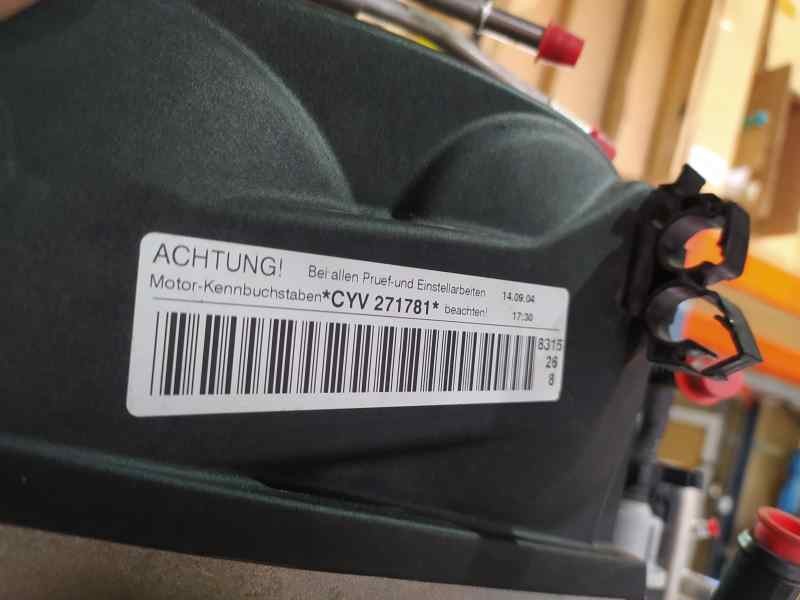 ACHTUNG! Bei allen Pruef-und Einstellarbeiten 14.09.04
Motor-Kennbuchstaben*CYV 271781* beachten! 17:30
8315
26
8